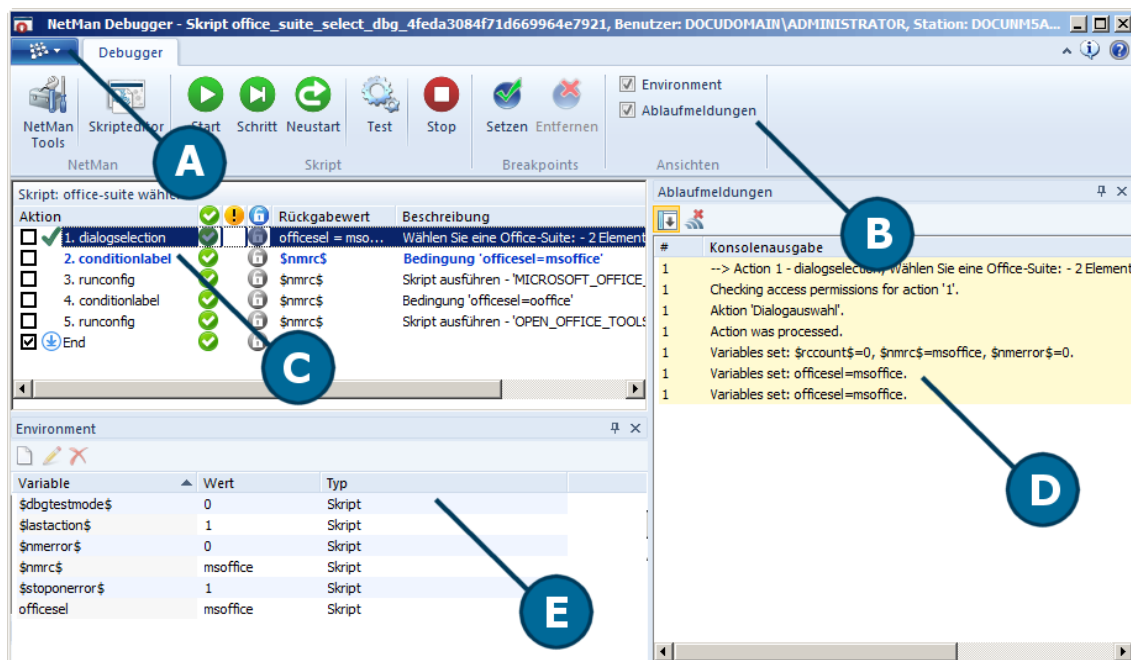 NetMan Debugger - Skript office_suite_select_dbg_4feda3084f71d669964e7921, Benutzer: DOCUDOMAIN\ADMINISTRATOR, Station: DOCUNM5A...
Debugger
NetMan Tools
Skripteditor
Start
Schritt
Neustart
Test
Stop
Setzen
Entfernen
Environment
Ablaufmeldungen
NetMan
Skript
Breakpoints
Ansichten
A
B
Skript: office-suite
Aktion Rückgabewert Beschreibung
1. dialogselection officesel = mso... Wählen Sie eine Office-Suite: - 2 Element
2. conditionlabel $nmrc$ Bedingung 'officesel=msoffice'
3. runconfig $nmrc$ Skript ausführen - 'MICROSOFT_OFFICE_
4. conditionlabel $nmrc$ Bedingung 'officesel=ooffice'
5. runconfig $nmrc$ Skript ausführen - 'OPEN_OFFICE_TOOLS
End
C
Ablaufmeldungen
# Konsolenausgabe
1 --> Action 1 - dialogselection, Wählen Sie eine Office-Suite: - 2 Element
1 Checking access permissions for action '1'.
1 Aktion 'Dialogauswahl'.
1 Action was processed.
1 Variables set: $rccount$=0, $nmrc$=msoffice, $nmerror$=0.
1 Variables set: officesel=msoffice.
1 Variables set: officesel=msoffice.
D
Environment
Variable Wert Typ
$dbgtestmode$ 0 Skript
$lastaction$ 1 Skript
$nmerror$ 0 Skript
$nmrc$ msoffice Skript
$stoponerror$ 1 Skript
officesel msoffice Skript
E